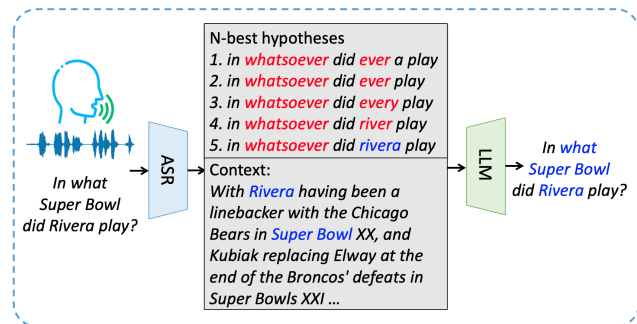 In what
Super Bowl
did Rivera play?
ASR
N-best hypotheses
1. in whatsoever did ever a play
2. in whatsoever did ever play
3. in whatsoever did every play
4. in whatsoever did river play
5. in whatsoever did rivera play
Context:
With Rivera having been a
linebacker with the Chicago
Bears in Super Bowl XX, and
Kubiak replacing Elway at the
end of the Broncos' defeats in
Super Bowls XXI ...
LLM
In what
Super Bowl
did Rivera play?